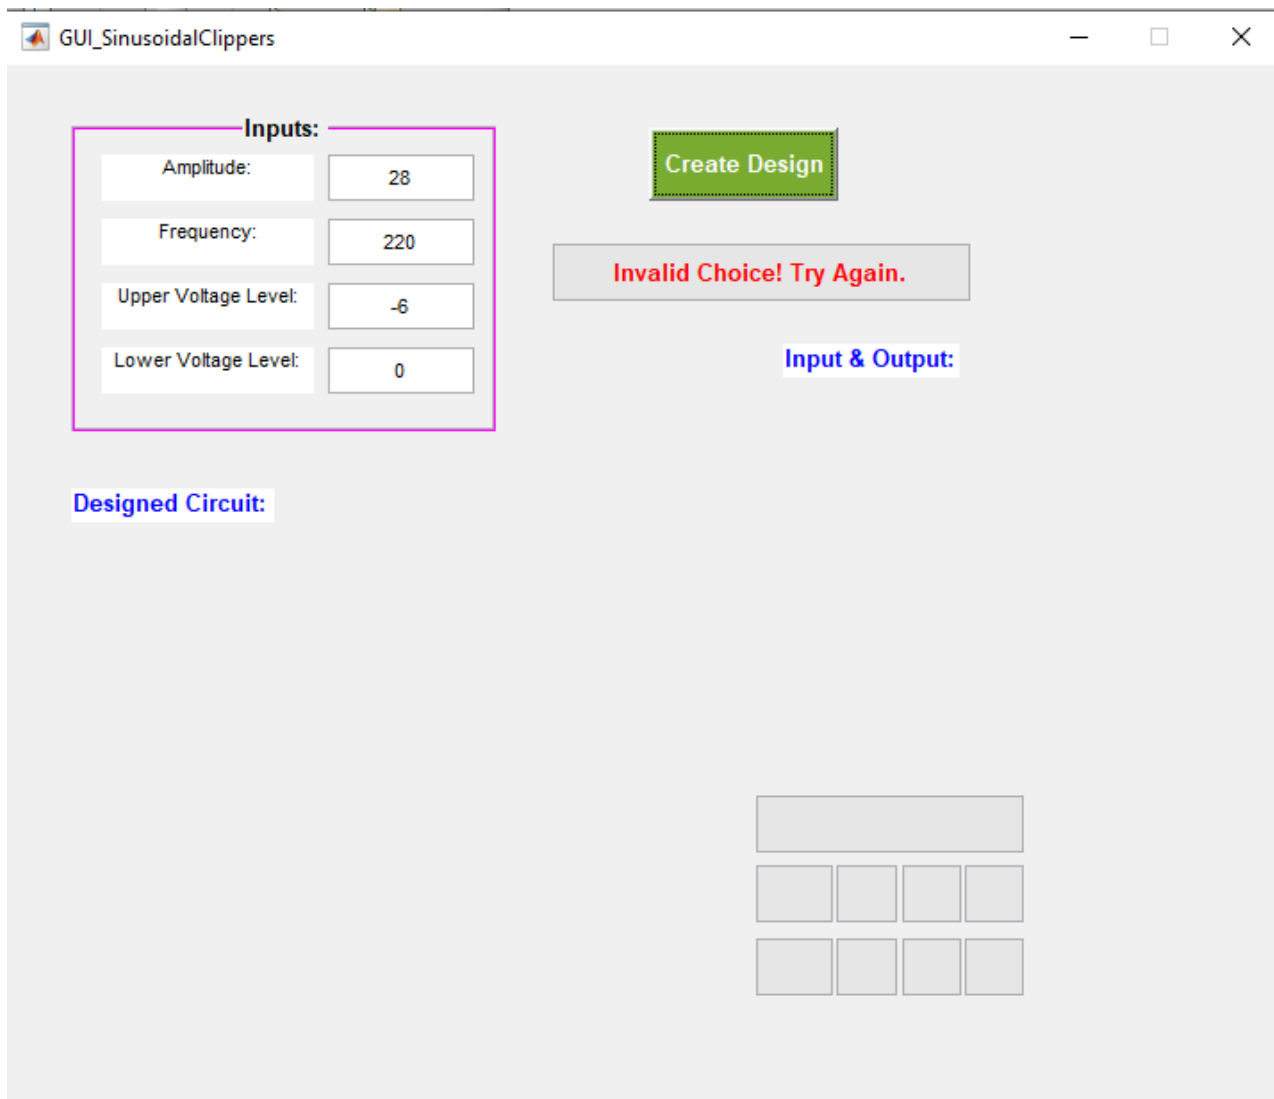 GUI_SinusoidalClippers
Inputs:
Amplitude:
28
Frequency:
220
Upper Voltage Level:
-6
Lower Voltage Level:
0
Create Design
Invalid Choice! Try Again.
Input & Output:
Designed Circuit: